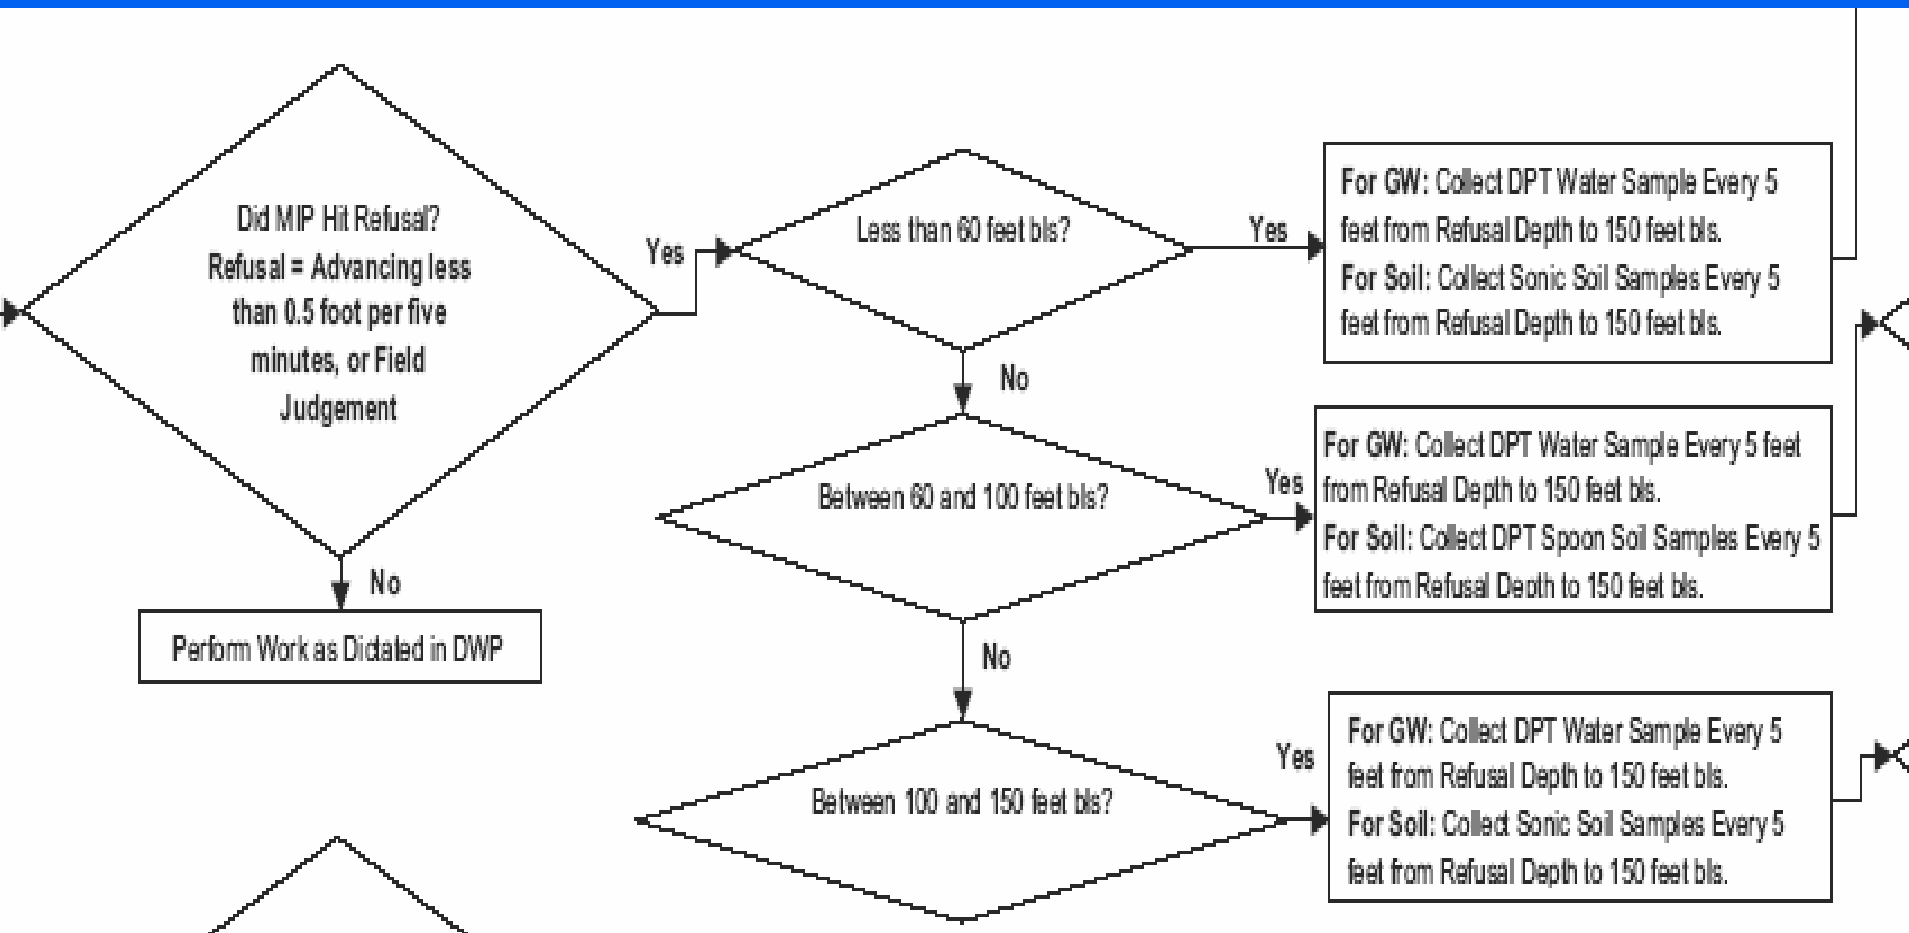 Did MIP Hit Refusal?
Refusal = Advancing less
than 0.5 foot per five
minutes, or Field
Judgement
Yes
No
Perform Work as Dictated in DWP
Less than 60 feet bls?
Yes
No
For GW: Collect DPT Water Sample Every 5
feet from Refusal Depth to 150 feet bls.
For Soil: Collect Sonic Soil Samples Every 5
feet from Refusal Depth to 150 feet bls.
Between 60 and 100 feet bls?
Yes
No
For GW: Collect DPT Water Sample Every 5 feet
from Refusal Depth to 150 feet bls.
For Soil: Collect DPT Spoon Soil Samples Every 5
feet from Refusal Depth to 150 feet bls.
Between 100 and 150 feet bls?
Yes
For GW: Collect DPT Water Sample Every 5
feet from Refusal Depth to 150 feet bls.
For Soil: Collect Sonic Soil Samples Every 5
feet from Refusal Depth to 150 feet bls.